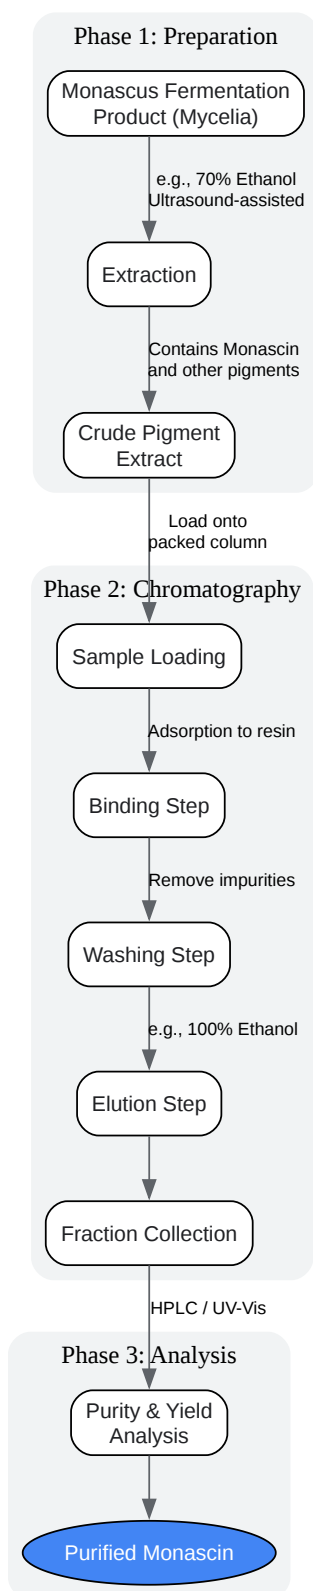 Phase 1: Preparation
Monascus Fermentation
Product (Mycelia)
e.g., 70% Ethanol
Ultrasound-assisted
Extraction
Contains Monascin
and other pigments
Crude Pigment
Extract
Load onto
packed column
Phase 2: Chromatography
Sample Loading
Adsorption to resin
Binding Step
Remove impurities
Washing Step
e.g., 100% Ethanol
Elution Step
Fraction Collection
HPLC / UV-Vis
Phase 3: Analysis
Purity & Yield
Analysis
Purified Monascin